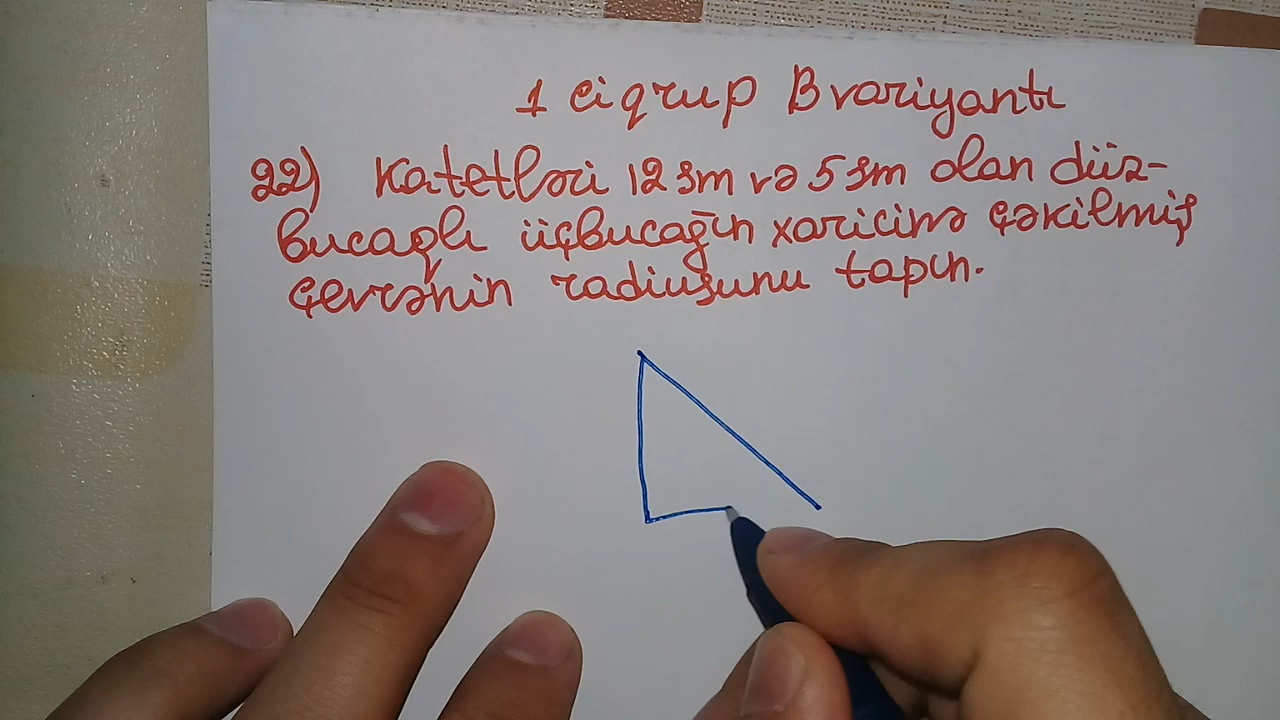 1 ci qrup B variyantı
22) Katetləri 12 sm və 5 sm olan düz-
bucaqlı üçbucağın xaricinə çəkilmiş
çevrənin radiusunu tapın.